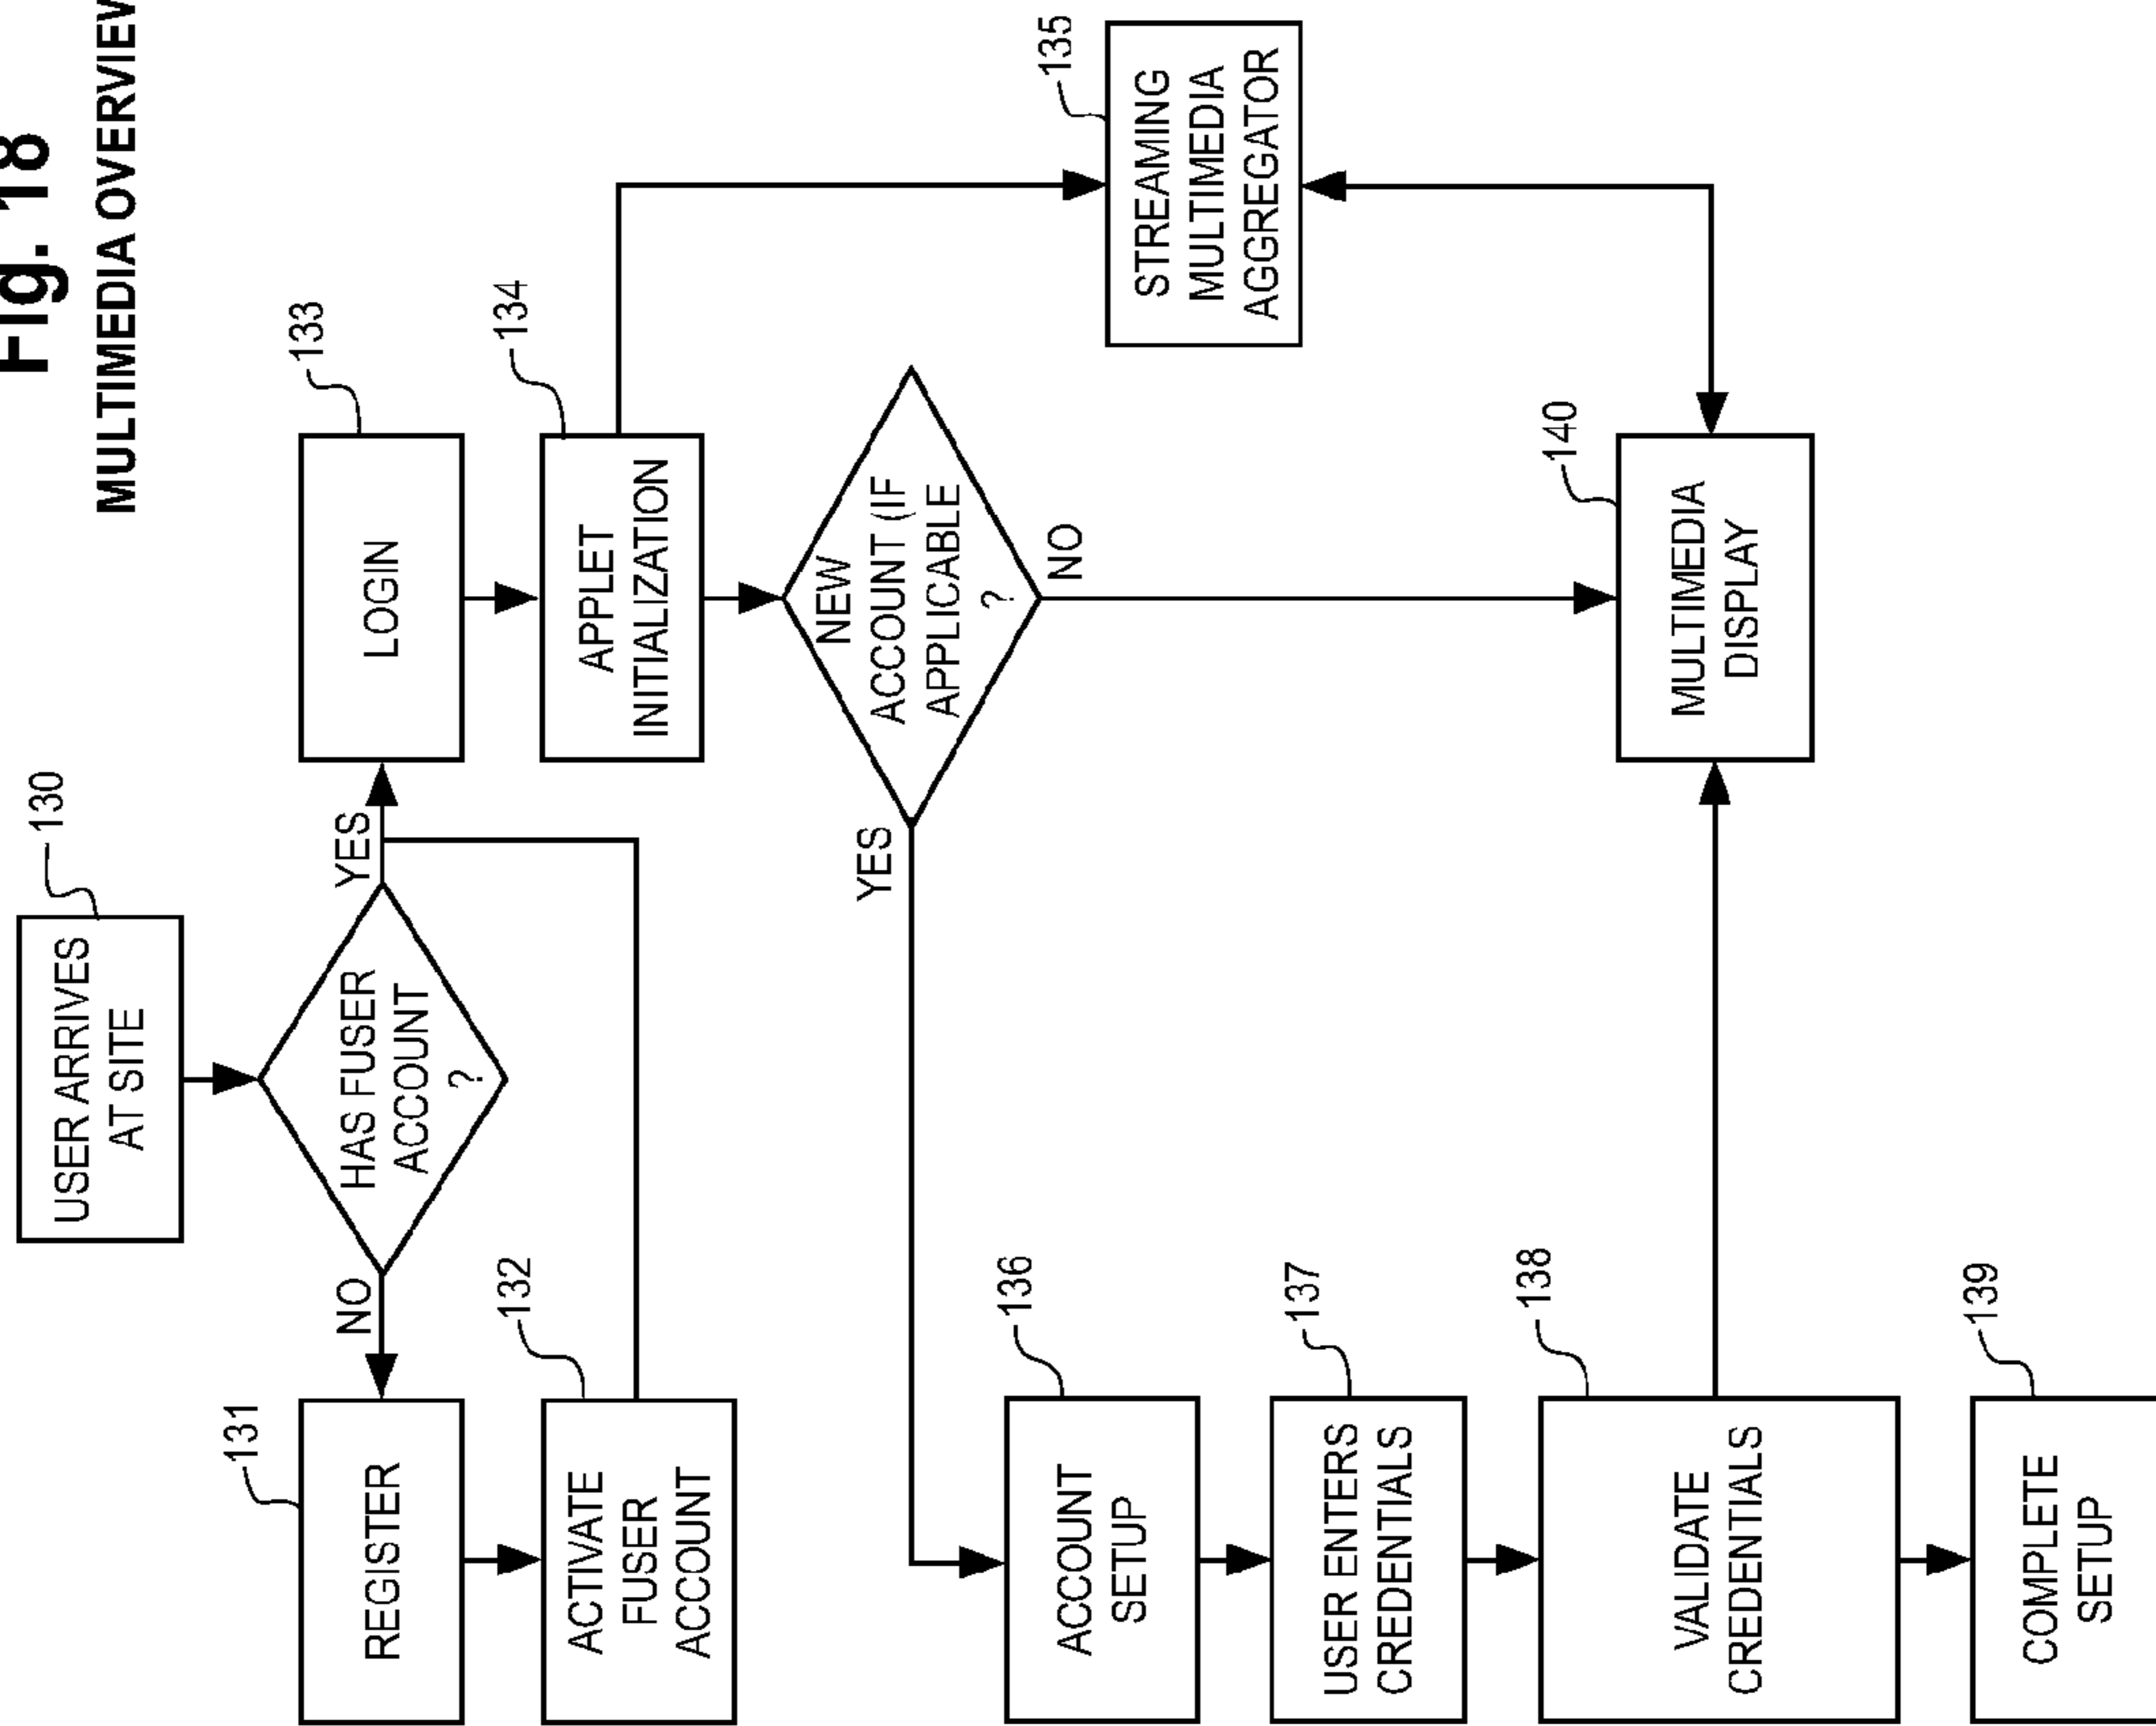 Fig. 18
MULTIMEDIA OVERVIEW
130
USER ARRIVES
AT SITE
HAS FUSER
ACCOUNT
?
NO
YES
131
REGISTER
132
ACTIVATE
FUSER
ACCOUNT
133
LOGIN
134
APPLET
INITIALIZATION
NEW
ACCOUNT (IF
APPLICABLE
?
YES
NO
135
STREAMING
MULTIMEDIA
AGGREGATOR
136
ACCOUNT
SETUP
137
USER ENTERS
CREDENTIALS
138
VALIDATE
CREDENTIALS
139
COMPLETE
SETUP
140
MULTIMEDIA
DISPLAY